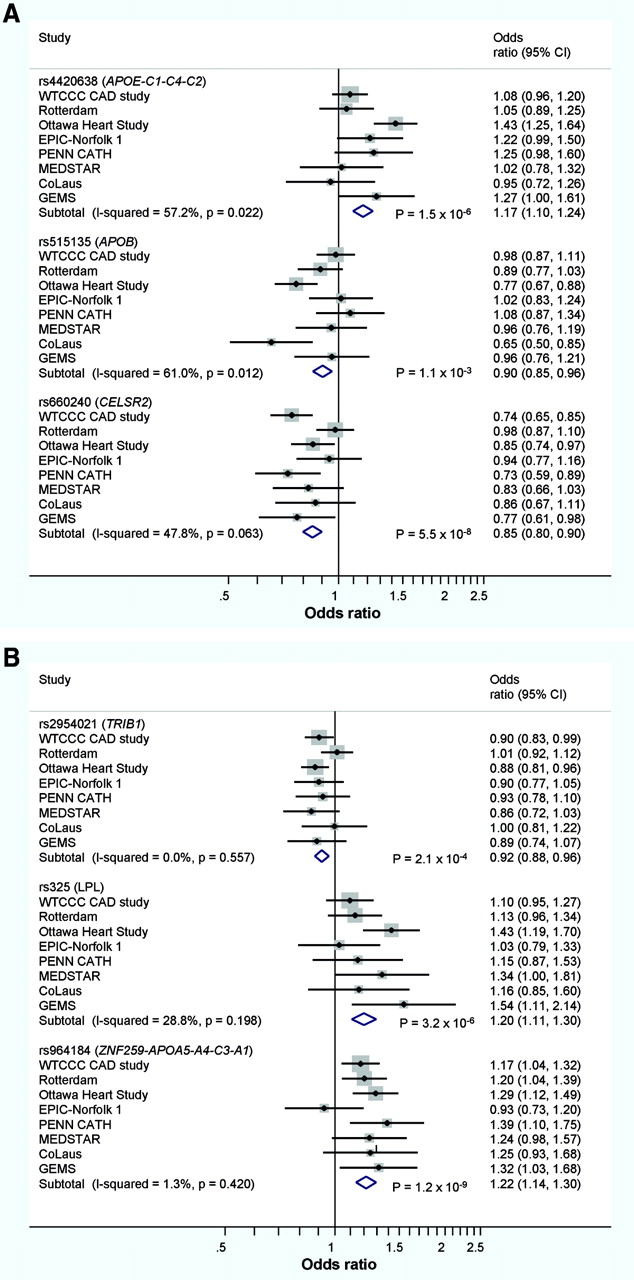 A
Study Odds
ratio (95% CI)
rs4420638 (APOE-C1-C4-C2)
WTCCC CAD study 1.08 (0.96, 1.20)
Rotterdam 1.05 (0.89, 1.25)
Ottawa Heart Study 1.43 (1.25, 1.64)
EPIC-Norfolk 1 1.22 (0.99, 1.50)
PENN CATH 1.25 (0.98, 1.60)
MEDSTAR 1.02 (0.78, 1.32)
CoLaus 0.95 (0.72, 1.26)
GEMS 1.27 (1.00, 1.61)
Subtotal (I-squared = 57.2%, p = 0.022) P = 1.5 x 10-6 1.17 (1.10, 1.24)
rs515135 (APOB)
WTCCC CAD study 0.98 (0.87, 1.11)
Rotterdam 0.89 (0.77, 1.03)
Ottawa Heart Study 0.77 (0.67, 0.88)
EPIC-Norfolk 1 1.02 (0.83, 1.24)
PENN CATH 1.08 (0.87, 1.34)
MEDSTAR 0.96 (0.76, 1.19)
CoLaus 0.65 (0.50, 0.85)
GEMS 0.96 (0.76, 1.21)
Subtotal (I-squared = 61.0%, p = 0.012) P = 1.1 x 10-3 0.90 (0.85, 0.96)
rs660240 (CELSR2)
WTCCC CAD study 0.74 (0.65, 0.85)
Rotterdam 0.98 (0.87, 1.10)
Ottawa Heart Study 0.85 (0.74, 0.97)
EPIC-Norfolk 1 0.94 (0.77, 1.16)
PENN CATH 0.73 (0.59, 0.89)
MEDSTAR 0.83 (0.66, 1.03)
CoLaus 0.86 (0.67, 1.11)
GEMS 0.77 (0.61, 0.98)
Subtotal (I-squared = 47.8%, p = 0.063) P = 5.5 x 10-8 0.85 (0.80, 0.90)
.5 1 1.5 2 2.5
Odds ratio
B
Study Odds
ratio (95% CI)
rs2954021 (TRIB1)
WTCCC CAD study 0.90 (0.83, 0.99)
Rotterdam 1.01 (0.92, 1.12)
Ottawa Heart Study 0.88 (0.81, 0.96)
EPIC-Norfolk 1 0.90 (0.77, 1.05)
PENN CATH 0.93 (0.78, 1.10)
MEDSTAR 0.86 (0.72, 1.03)
CoLaus 1.00 (0.81, 1.22)
GEMS 0.89 (0.74, 1.07)
Subtotal (I-squared = 0.0%, p = 0.557) P = 2.1 x 10-4 0.92 (0.88, 0.96)
rs325 (LPL)
WTCCC CAD study 1.10 (0.95, 1.27)
Rotterdam 1.13 (0.96, 1.34)
Ottawa Heart Study 1.43 (1.19, 1.70)
EPIC-Norfolk 1 1.03 (0.79, 1.33)
PENN CATH 1.15 (0.87, 1.53)
MEDSTAR 1.34 (1.00, 1.81)
CoLaus 1.16 (0.85, 1.60)
GEMS 1.54 (1.11, 2.14)
Subtotal (I-squared = 28.8%, p = 0.198) P = 3.2 x 10-6 1.20 (1.11, 1.30)
rs964184 (ZNF259-APOA5-A4-C3-A1)
WTCCC CAD study 1.17 (1.04, 1.32)
Rotterdam 1.20 (1.04, 1.39)
Ottawa Heart Study 1.29 (1.12, 1.49)
EPIC-Norfolk 1 0.93 (0.73, 1.20)
PENN CATH 1.39 (1.10, 1.75)
MEDSTAR 1.24 (0.98, 1.57)
CoLaus 1.25 (0.93, 1.68)
GEMS 1.32 (1.03, 1.68)
Subtotal (I-squared = 1.3%, p = 0.420) P = 1.2 x 10-9 1.22 (1.14, 1.30)
.5 1 1.5 2 2.5
Odds ratio